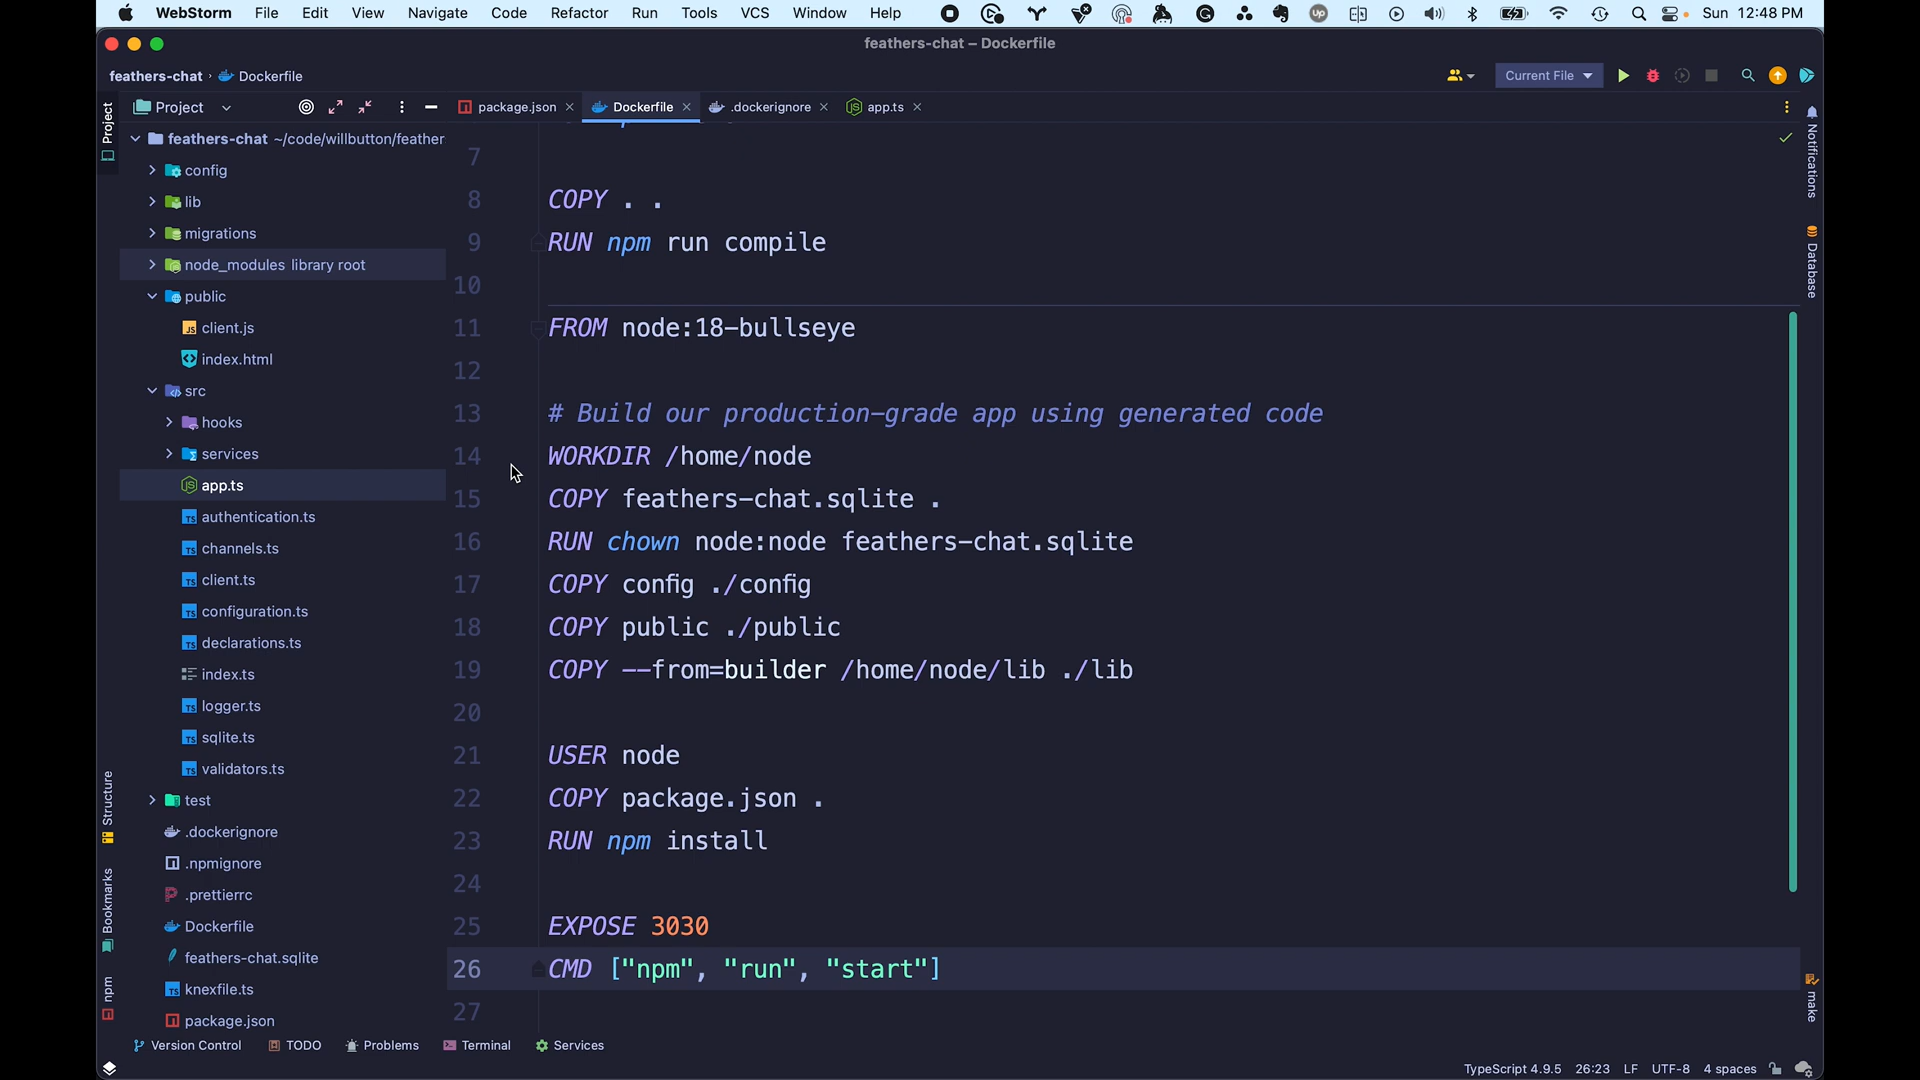 WebStorm File Edit View Navigate Code Refactor Run Tools VCS Window Help Up Sun 12:48 PM
feathers-chat – Dockerfile
feathers-chat › Dockerfile Current File
Project package.json Dockerfile .dockerignore app.ts
Project
Notifications
Database
make
Structure
Bookmarks
npm
feathers-chat ~/code/willbutton/feather
config
lib
migrations
node_modules library root
public
client.js
index.html
src
hooks
services
app.ts
authentication.ts
channels.ts
client.ts
configuration.ts
declarations.ts
index.ts
logger.ts
sqlite.ts
validators.ts
test
.dockerignore
.npmignore
.prettierrc
Dockerfile
feathers-chat.sqlite
knexfile.ts
package.json
7
8 COPY . .
9 RUN npm run compile
10
11 FROM node:18-bullseye
12
13 # Build our production-grade app using generated code
14 WORKDIR /home/node
15 COPY feathers-chat.sqlite .
16 RUN chown node:node feathers-chat.sqlite
17 COPY config ./config
18 COPY public ./public
19 COPY --from=builder /home/node/lib ./lib
20
21 USER node
22 COPY package.json .
23 RUN npm install
24
25 EXPOSE 3030
26 CMD ["npm", "run", "start"]
27
Version Control TODO Problems Terminal Services
TypeScript 4.9.5 26:23 LF UTF-8 4 spaces